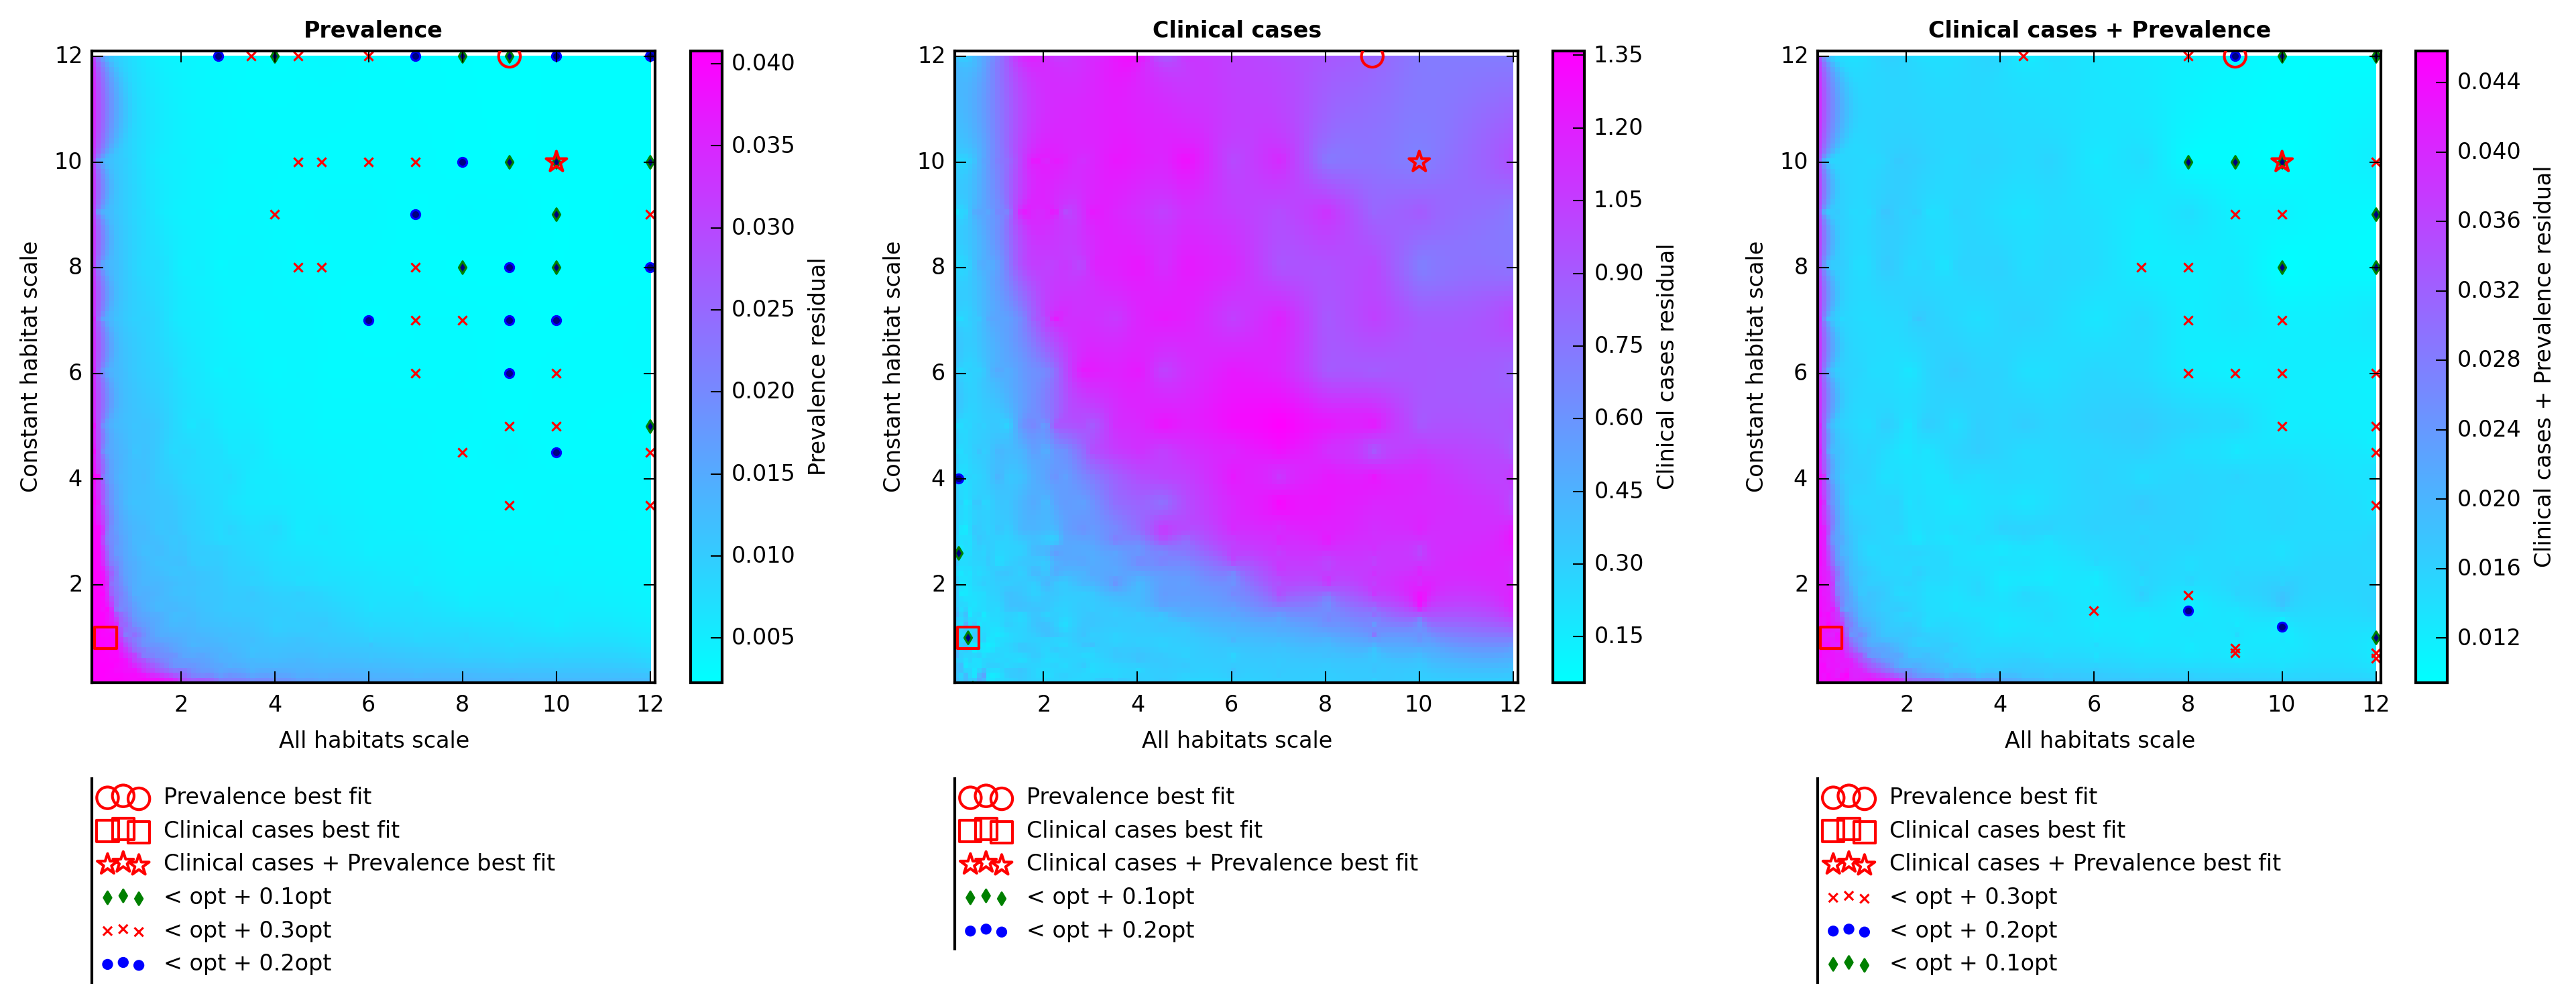 Prevalence
12
10
8
6
4
2
Constant habitat scale
2 4 6 8 10 12
All habitats scale
0.040
0.035
0.030
0.025
0.020
0.015
0.010
0.005
Prevalence residual
Prevalence best fit
Clinical cases best fit
Clinical cases + Prevalence best fit
< opt + 0.1opt
< opt + 0.3opt
< opt + 0.2opt
Clinical cases
12
10
8
6
4
2
Constant habitat scale
2 4 6 8 10 12
All habitats scale
1.35
1.20
1.05
0.90
0.75
0.60
0.45
0.30
0.15
Clinical cases residual
Prevalence best fit
Clinical cases best fit
Clinical cases + Prevalence best fit
< opt + 0.1opt
< opt + 0.2opt
Clinical cases + Prevalence
12
10
8
6
4
2
Constant habitat scale
2 4 6 8 10 12
All habitats scale
0.044
0.040
0.036
0.032
0.028
0.024
0.020
0.016
0.012
Clinical cases + Prevalence residual
Prevalence best fit
Clinical cases best fit
Clinical cases + Prevalence best fit
< opt + 0.3opt
< opt + 0.2opt
< opt + 0.1opt